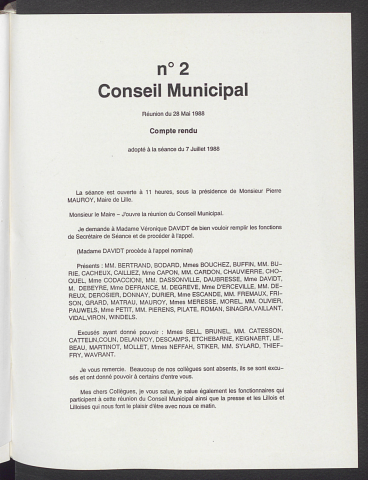 n° 2
Conseil Municipal
Réunion du 28 Mai 1988
Compte rendu
adopté à la séance du 7 Juillet 1988
La séance est ouverte à 11 heures, sous la présidence de Monsieur Pierre
MAUROY, Maire de Lille.
Monsieur le Maire – J'ouvre la réunion du Conseil Municipal.
Je demande à Madame Véronique DAVIDT de bien vouloir remplir les fonctions
de Secrétaire de Séance et de procéder à l'appel.
(Madame DAVIDT procède à l'appel nominal)
Présents : MM. BERTRAND, BODARD, Mmes BOUCHEZ, BUFFIN, MM. BU-
RIE, CACHEUX, CAILLIEZ, Mme CAPON, MM. CARDON, CHAUVIERRE, CHO-
QUEL, Mme CODACCIONI, MM. DASSONVILLE, DAUBRESSE, Mme DAVIDT,
M. DEBEYRE, Mme DEFRANCE, M. DEGREVE, Mme D'ERCEVILLE, MM. DE-
RIEUX, DEROSIER, DONNAY, DURIER, Mme ESCANDE, MM. FREMAUX, FRI-
SON, GRARD, MATRAU, MAUROY, Mmes MERESSE, MOREL, MM. OLIVIER,
PAUWELS, Mme PETIT, MM. PIERENS, PILATE, ROMAN, SINAGRA,VAILLANT,
VIDAL,VIRON, WINDELS.
Excusés ayant donné pouvoir : Mmes BELL, BRUNEL, MM. CATESSON,
CATTELIN,COLIN, DELANNOY, DESCAMPS, ETCHEBARNE, KEIGNAERT, LE-
BEAU, MARTINOT, MOLLET, Mmes NEFFAH, STIKER, MM. SYLARD, THIEF-
FRY, WAVRANT.
Je vous remercie. Beaucoup de nos collègues sont absents, ils se sont excu-
sés et ont donné pouvoir à certains d'entre vous.
Mes chers Collègues, je vous salue, je salue également les fonctionnaires qui
participent à cette réunion du Conseil Municipal ainsi que la presse et les Lillois et
Lilloises qui nous font le plaisir d'être avec nous ce matin.